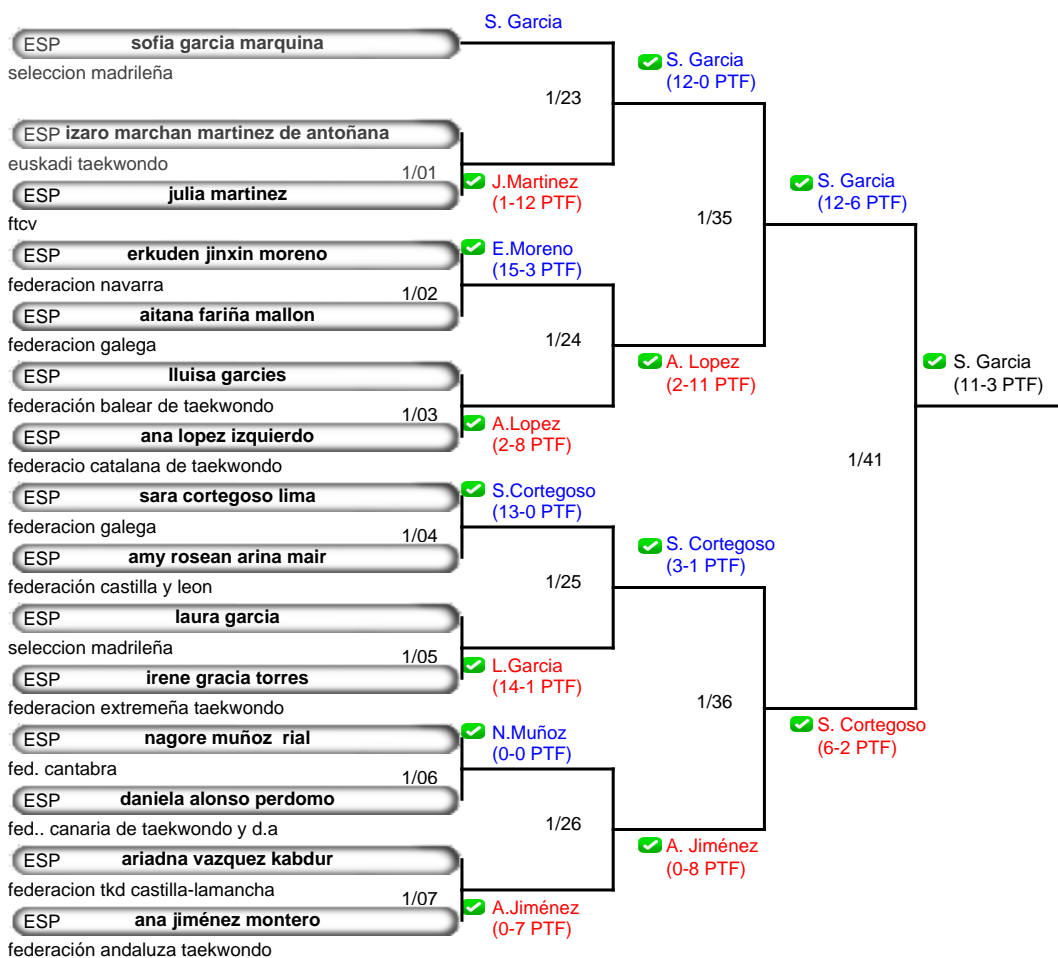 S. Garcia
ESP sofia garcia marquina
seleccion madrileña
S. Garcia
(12-0 PTF)
1/23
ESP izaro marchan martinez de antoñana
euskadi taekwondo
1/01
ESP julia martinez
ftcv
J.Martinez
(1-12 PTF)
S. Garcia
(12-6 PTF)
1/35
ESP erkuden jinxin moreno
federacion navarra
E.Moreno
(15-3 PTF)
1/02
ESP aitana fariña mallon
federacion galega
1/24
ESP lluisa garcies
federación balear de taekwondo
A. Lopez
(2-11 PTF)
S. Garcia
(11-3 PTF)
1/03
ESP ana lopez izquierdo
federacio catalana de taekwondo
A.Lopez
(2-8 PTF)
1/41
ESP sara cortegoso lima
federacion galega
S.Cortegoso
(13-0 PTF)
1/04
ESP amy rosean arina mair
federación castilla y leon
S. Cortegoso
(3-1 PTF)
1/25
ESP laura garcia
seleccion madrileña
1/05
ESP irene gracia torres
federacion extremeña taekwondo
L.Garcia
(14-1 PTF)
1/36
S. Cortegoso
(6-2 PTF)
ESP nagore muñoz  rial
fed. cantabra
N.Muñoz
(0-0 PTF)
1/06
ESP daniela alonso perdomo
fed.. canaria de taekwondo y d.a
1/26
A. Jiménez
(0-8 PTF)
ESP ariadna vazquez kabdur
federacion tkd castilla-lamancha
1/07
ESP ana jiménez montero
federación andaluza taekwondo
A.Jiménez
(0-7 PTF)